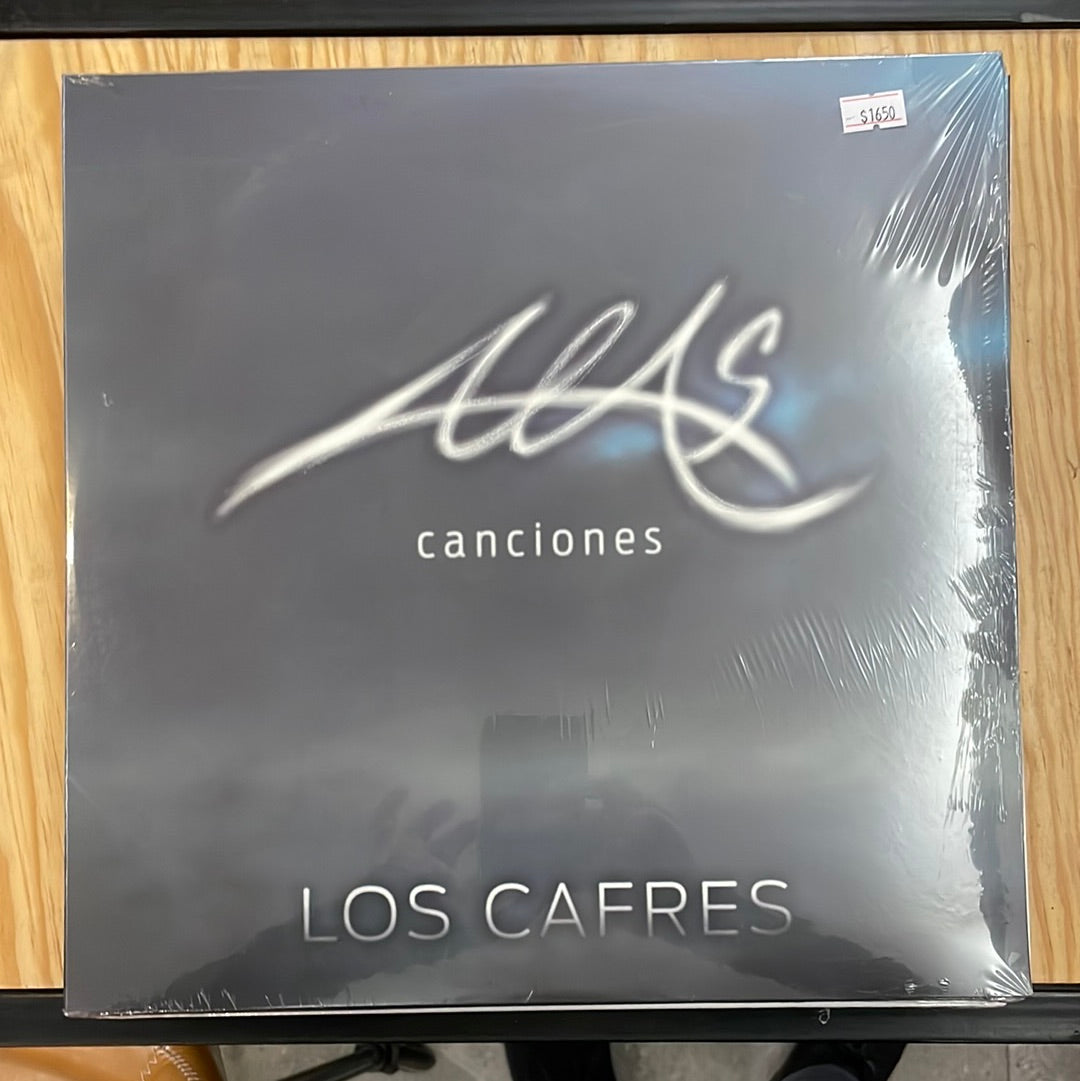 $1650
Alas
canciones
LOS CAFRES